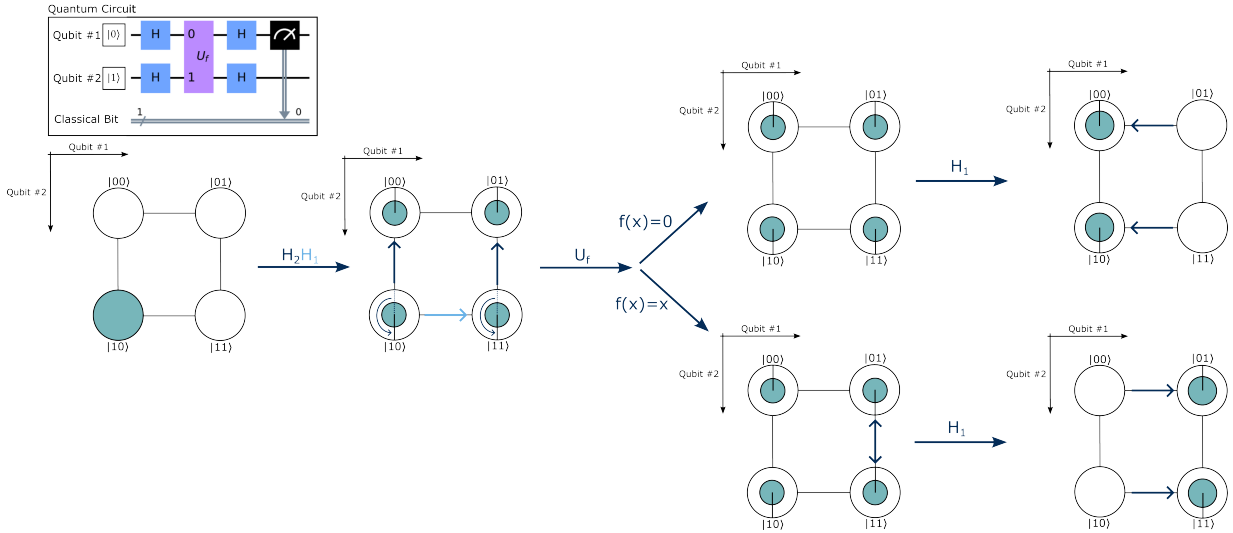 Quantum Circuit
Qubit #1 |0⟩ H 0 H
U_f
Qubit #2 |1⟩ H 1 H
Classical Bit 1 0
Qubit #1
Qubit #2
|00⟩ |01⟩
|10⟩ |11⟩
H₂H₁
Qubit #1
Qubit #2
|00⟩ |01⟩
|10⟩ |11⟩
U_f
f(x)=0
f(x)=x
Qubit #1
Qubit #2
|00⟩ |01⟩
|10⟩ |11⟩
H₁
Qubit #1
Qubit #2
|00⟩ |01⟩
|10⟩ |11⟩
Qubit #1
Qubit #2
|00⟩ |01⟩
|10⟩ |11⟩
H₁
Qubit #1
Qubit #2
|00⟩ |01⟩
|10⟩ |11⟩